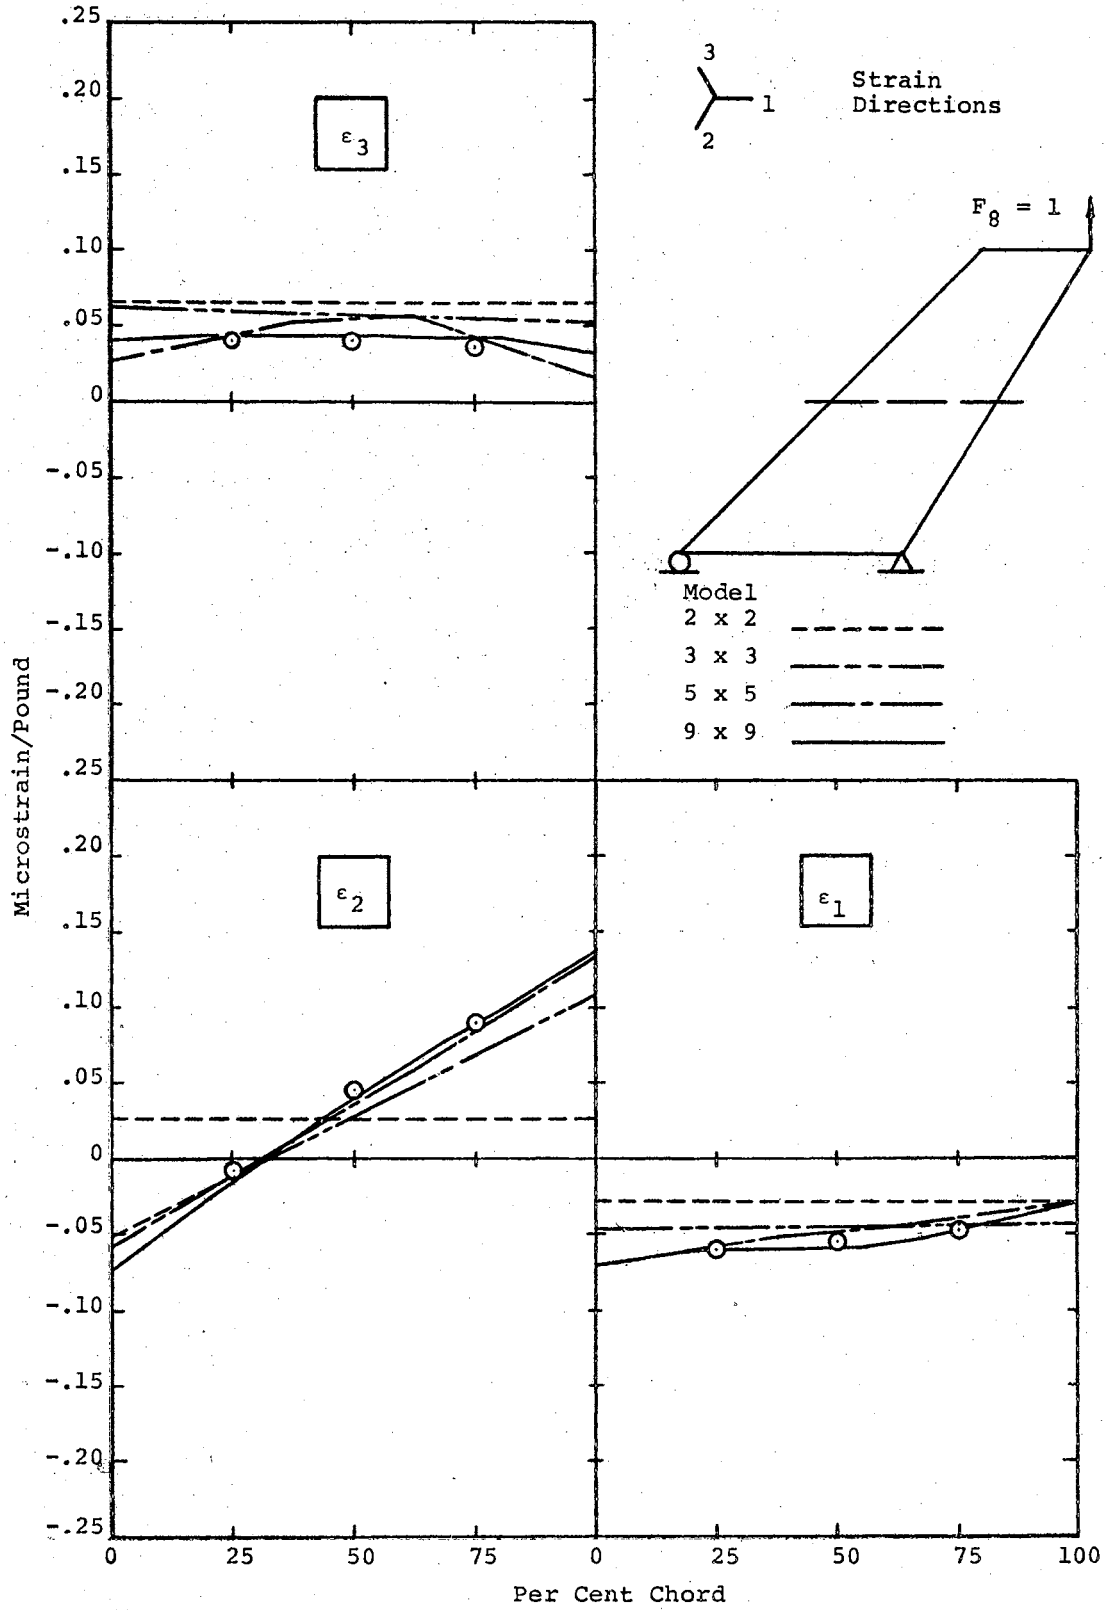 .25
.20
.15
.10
.05
0
-.05
-.10
-.15
-.20
.25
.20
.15
.10
.05
0
-.05
-.10
-.15
-.20
-.25
Microstrain/Pound
ε3
3
1
2
Strain
Directions
F8 = 1
Model
2 x 2
3 x 3
5 x 5
9 x 9
ε2
ε1
0 25 50 75 0 25 50 75 100
Per Cent Chord